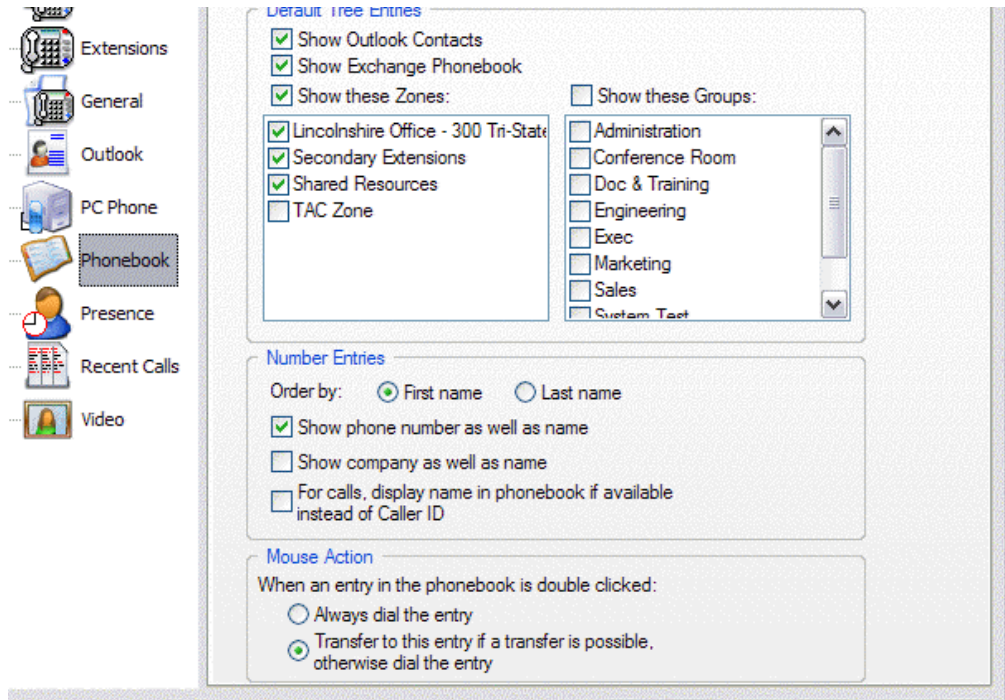 Extensions
General
Outlook
PC Phone
Phonebook
Presence
Recent Calls
Video
Default Tree Entries
Show Outlook Contacts
Show Exchange Phonebook
Show these Zones:
Lincolnshire Office - 300 Tri-State
Secondary Extensions
Shared Resources
TAC Zone
Show these Groups:
Administration
Conference Room
Doc & Training
Engineering
Exec
Marketing
Sales
System Test
Number Entries
Order by: First name Last name
Show phone number as well as name
Show company as well as name
For calls, display name in phonebook if available
instead of Caller ID
Mouse Action
When an entry in the phonebook is double clicked:
Always dial the entry
Transfer to this entry if a transfer is possible,
otherwise dial the entry